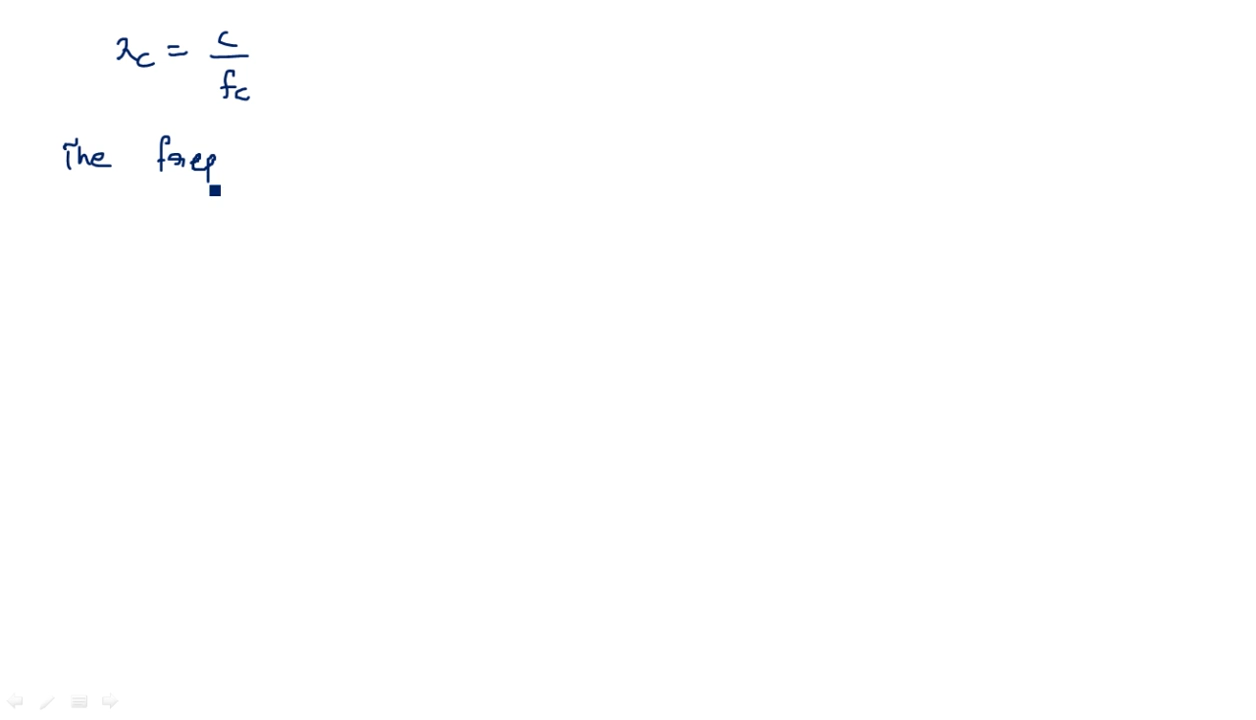 λc = c / fc
The freq